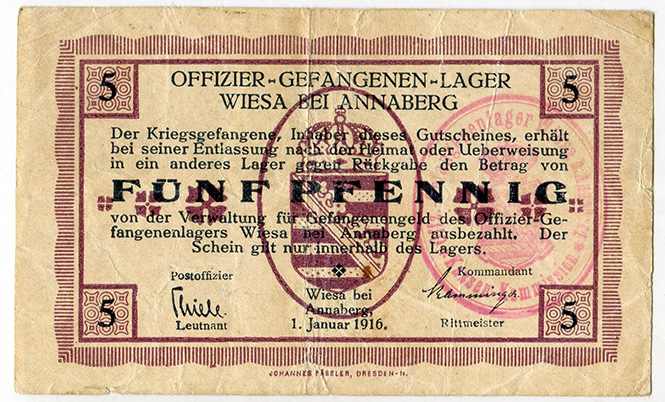 5 5
OFFIZIER-GEFANGENEN-LAGER
WIESA BEI ANNABERG
Der Kriegsgefangene, Inhaber dieses Gutscheines, erhält
bei seiner Entlassung nach der Heimat oder Ueberweisung
in ein anderes Lager gegen Rückgabe den Betrag von
FÜNF PFENNIG
von der Verwaltung für Gefangenengeld des Offizier-Ge-
fangenenlagers Wiesa bei Annaberg ausbezahlt. Der
Schein gilt nur innerhalb des Lagers.
Postoffizier Kommandant
Thiele
Leutnant
Wiesa bei
Annaberg,
1. Januar 1916.
Rittmeister
5 5
JOHANNES PÄSSLER, DRESDEN-N.